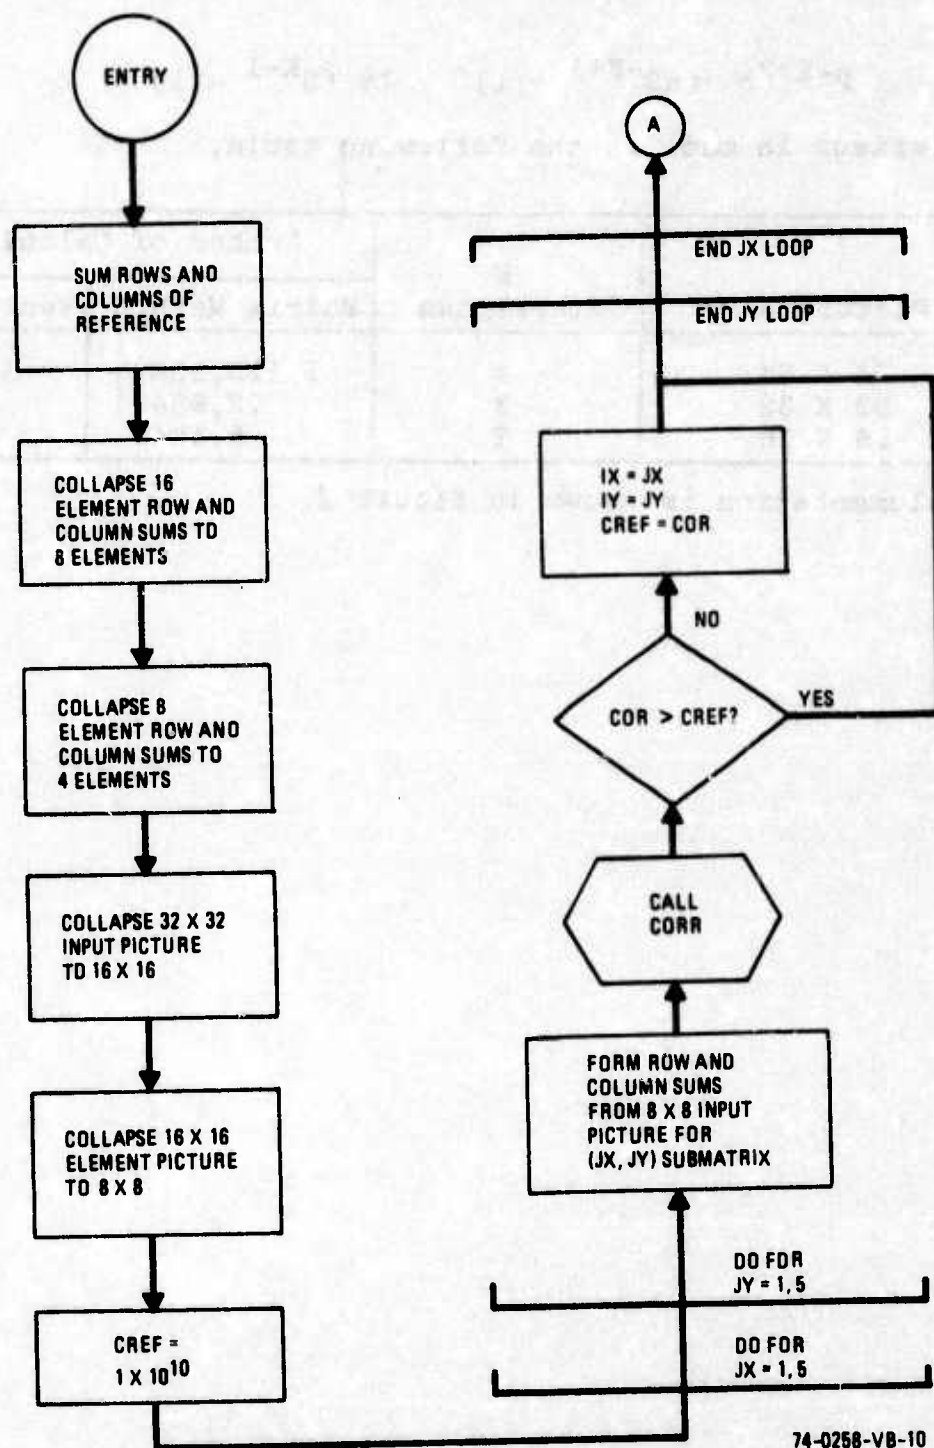 ENTRY
SUM ROWS AND
COLUMNS OF
REFERENCE
COLLAPSE 16
ELEMENT ROW AND
COLUMN SUMS TO
8 ELEMENTS
COLLAPSE 8
ELEMENT ROW AND
COLUMN SUMS TO
4 ELEMENTS
COLLAPSE 32 X 32
INPUT PICTURE
TO 16 X 16
COLLAPSE 16 X 16
ELEMENT PICTURE
TO 8 X 8
CREF =
1 X 10^10
A
END JX LOOP
END JY LOOP
IX = JX
IY = JY
CREF = COR
NO
COR > CREF?
YES
CALL
CORR
FORM ROW AND
COLUMN SUMS
FROM 8 X 8 INPUT
PICTURE FOR
(JX, JY) SUBMATRIX
DO FOR
JY = 1, 5
DO FOR
JX = 1, 5
74-0258-VB-10